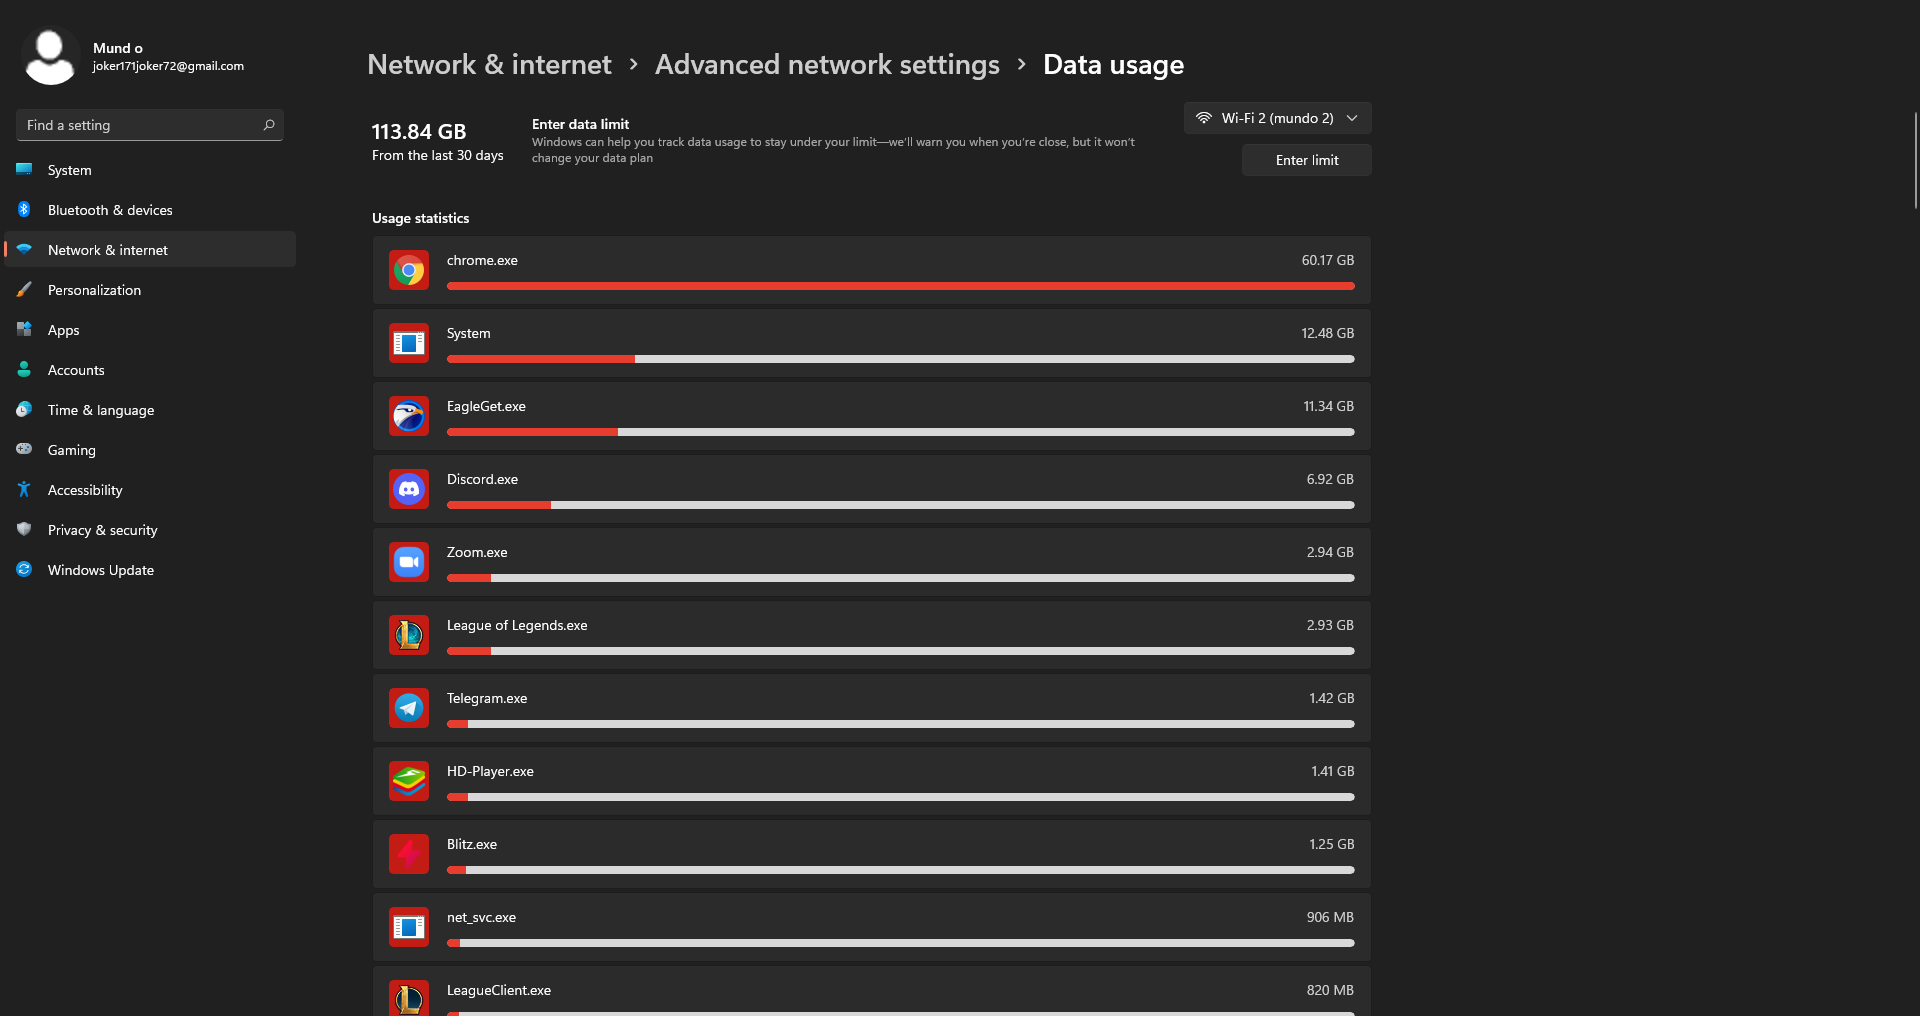 Mund o
joker171joker72@gmail.com
Find a setting
System
Bluetooth & devices
Network & internet
Personalization
Apps
Accounts
Time & language
Gaming
Accessibility
Privacy & security
Windows Update
Network & internet > Advanced network settings > Data usage
113.84 GB
From the last 30 days
Enter data limit
Windows can help you track data usage to stay under your limit—we'll warn you when you're close, but it won't
change your data plan
Wi-Fi 2 (mundo 2)
Enter limit
Usage statistics
chrome.exe 60.17 GB
System 12.48 GB
EagleGet.exe 11.34 GB
Discord.exe 6.92 GB
Zoom.exe 2.94 GB
League of Legends.exe 2.93 GB
Telegram.exe 1.42 GB
HD-Player.exe 1.41 GB
Blitz.exe 1.25 GB
net_svc.exe 906 MB
LeagueClient.exe 820 MB